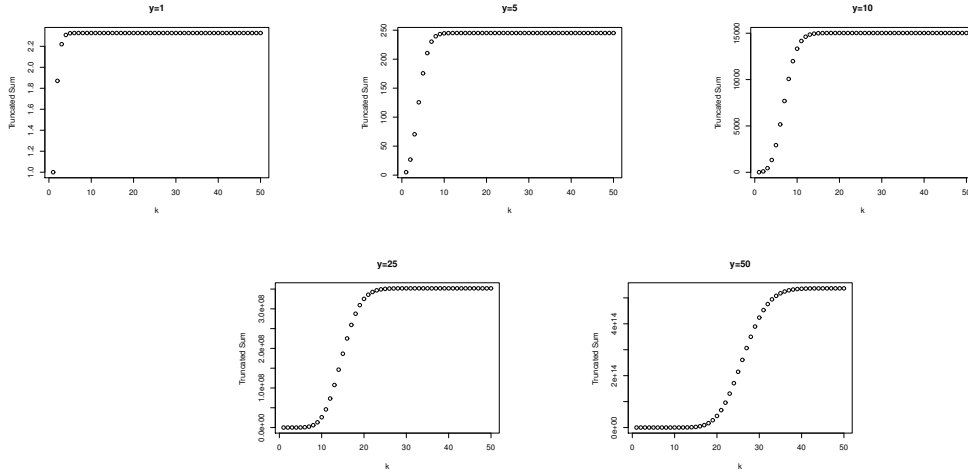 y=1
Truncated Sum
1.0 1.2 1.4 1.6 1.8 2.0 2.2
0 10 20 30 40 50
k
y=5
Truncated Sum
0 50 100 150 200 250
0 10 20 30 40 50
k
y=10
Truncated Sum
0 5000 10000 15000
0 10 20 30 40 50
k
y=25
Truncated Sum
0.0e+00 1.0e+08 2.0e+08 3.0e+08
0 10 20 30 40 50
k
y=50
Truncated Sum
0e+00 2e+14 4e+14
0 10 20 30 40 50
k